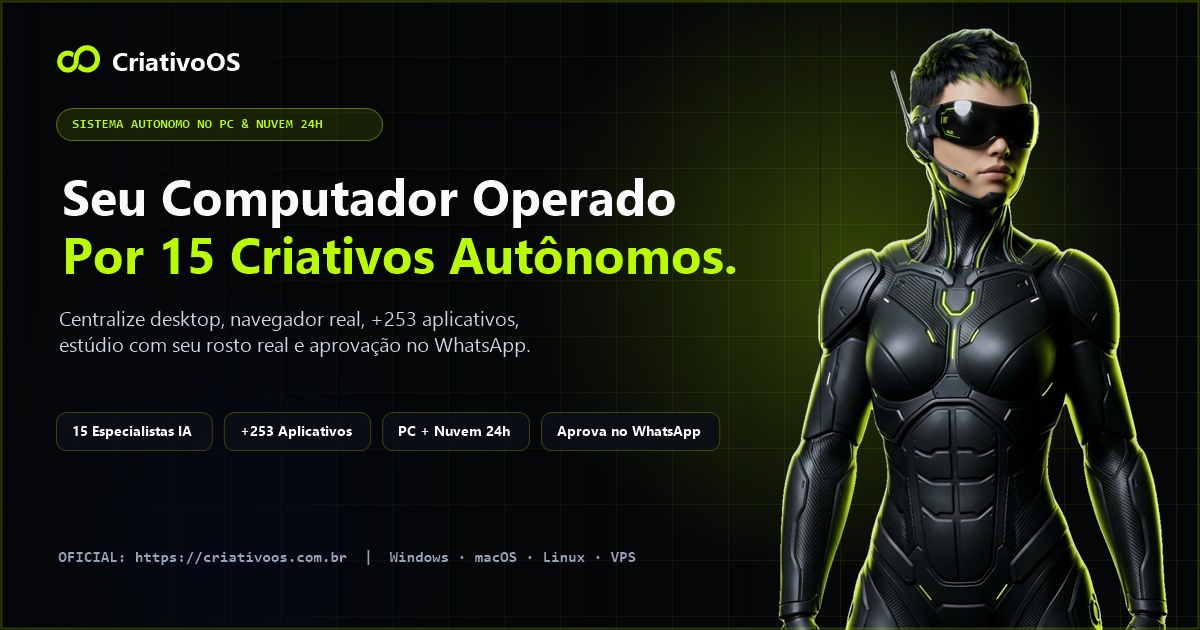 CriativoOS
SISTEMA AUTONOMO NO PC & NUVEM 24H
Seu Computador Operado
Por 15 Criativos Autônomos.
Centralize desktop, navegador real, +253 aplicativos,
estúdio com seu rosto real e aprovação no WhatsApp.
15 Especialistas IA
+253 Aplicativos
PC + Nuvem 24h
Aprova no WhatsApp
OFICIAL: https://criativoos.com.br | Windows · macOS · Linux · VPS